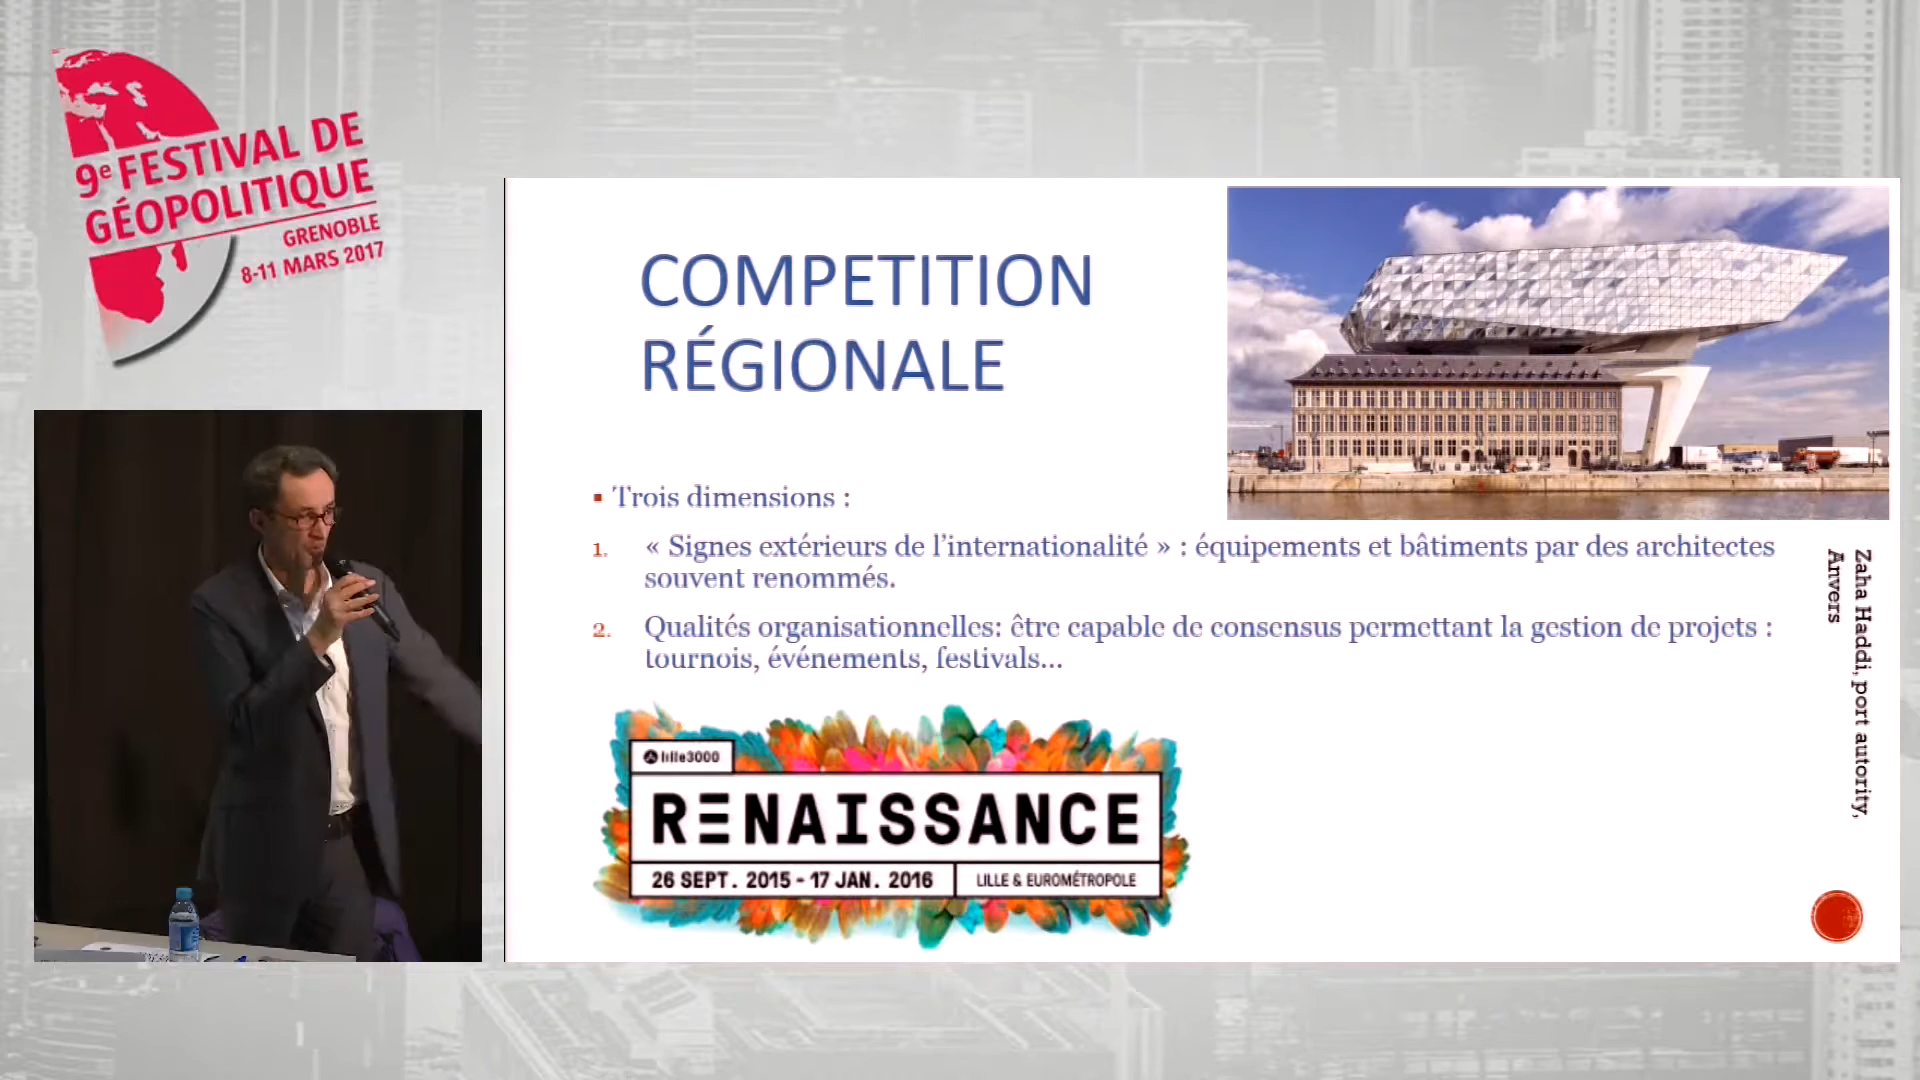 9e FESTIVAL DE
GÉOPOLITIQUE
GRENOBLE
8-11 MARS 2017
COMPETITION
RÉGIONALE
▪ Trois dimensions :
1. « Signes extérieurs de l’internationalité » : équipements et bâtiments par des architectes
souvent renommés.
2. Qualités organisationnelles: être capable de consensus permettant la gestion de projets :
tournois, événements, festivals…
Zaha Haddi, port autority,
Anvers
lille3000
RENAISSANCE
26 SEPT. 2015 - 17 JAN. 2016
LILLE & EUROMÉTROPOLE